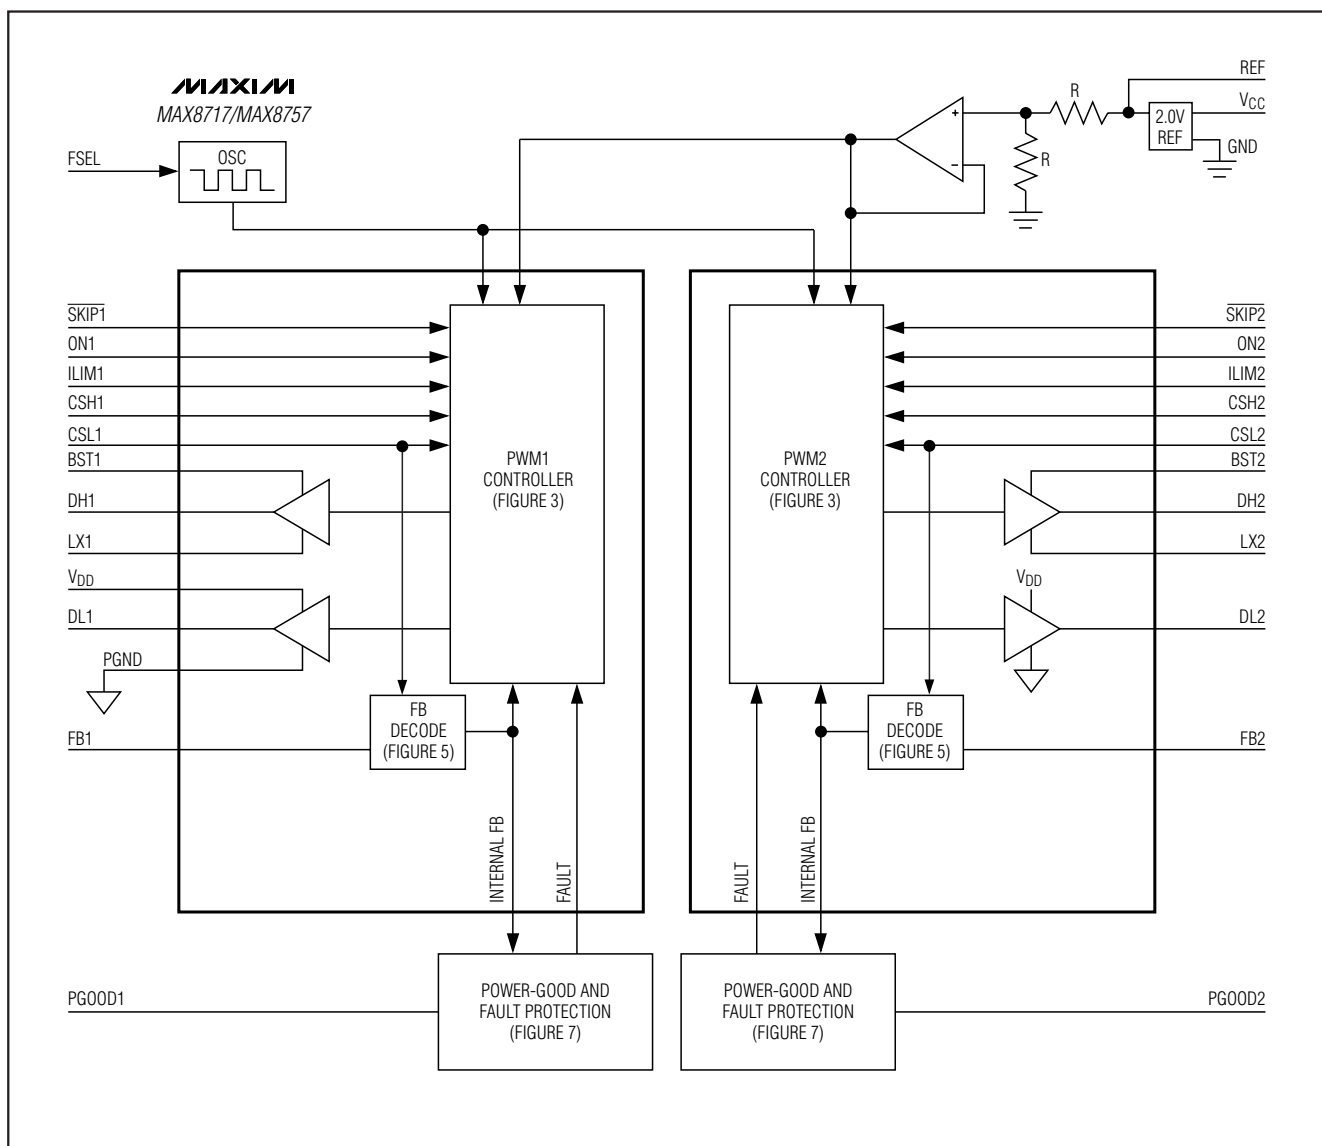 MAXIM
MAX8717/MAX8757
FSEL
OSC
REF
VCC
R
2.0V
REF
GND
R
+
−
SKIP1
ON1
ILIM1
CSH1
CSL1
BST1
DH1
LX1
VDD
DL1
PGND
FB1
PWM1
CONTROLLER
(FIGURE 3)
FB
DECODE
(FIGURE 5)
INTERNAL FB
FAULT
POWER-GOOD AND
FAULT PROTECTION
(FIGURE 7)
PGOOD1
PWM2
CONTROLLER
(FIGURE 3)
SKIP2
ON2
ILIM2
CSH2
CSL2
BST2
DH2
LX2
VDD
DL2
FB
DECODE
(FIGURE 5)
FB2
FAULT
INTERNAL FB
POWER-GOOD AND
FAULT PROTECTION
(FIGURE 7)
PGOOD2